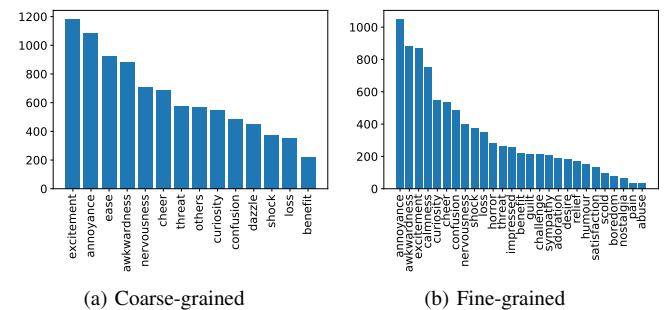 1200
1000
800
600
400
200
0
excitement
annoyance
ease
awkwardness
nervousness
cheer
threat
others
curiosity
confusion
dazzle
shock
loss
benefit
(a) Coarse-grained
1000
800
600
400
200
0
annoyance
awkwardness
excitement
calmness
curiosity
cheer
confusion
nervousness
shock
loss
horror
threat
impressed
benefit
guilt
challenge
sympathy
adoration
desire
relief
humour
satisfaction
scold
boredom
nostalgia
pain
abuse
(b) Fine-grained